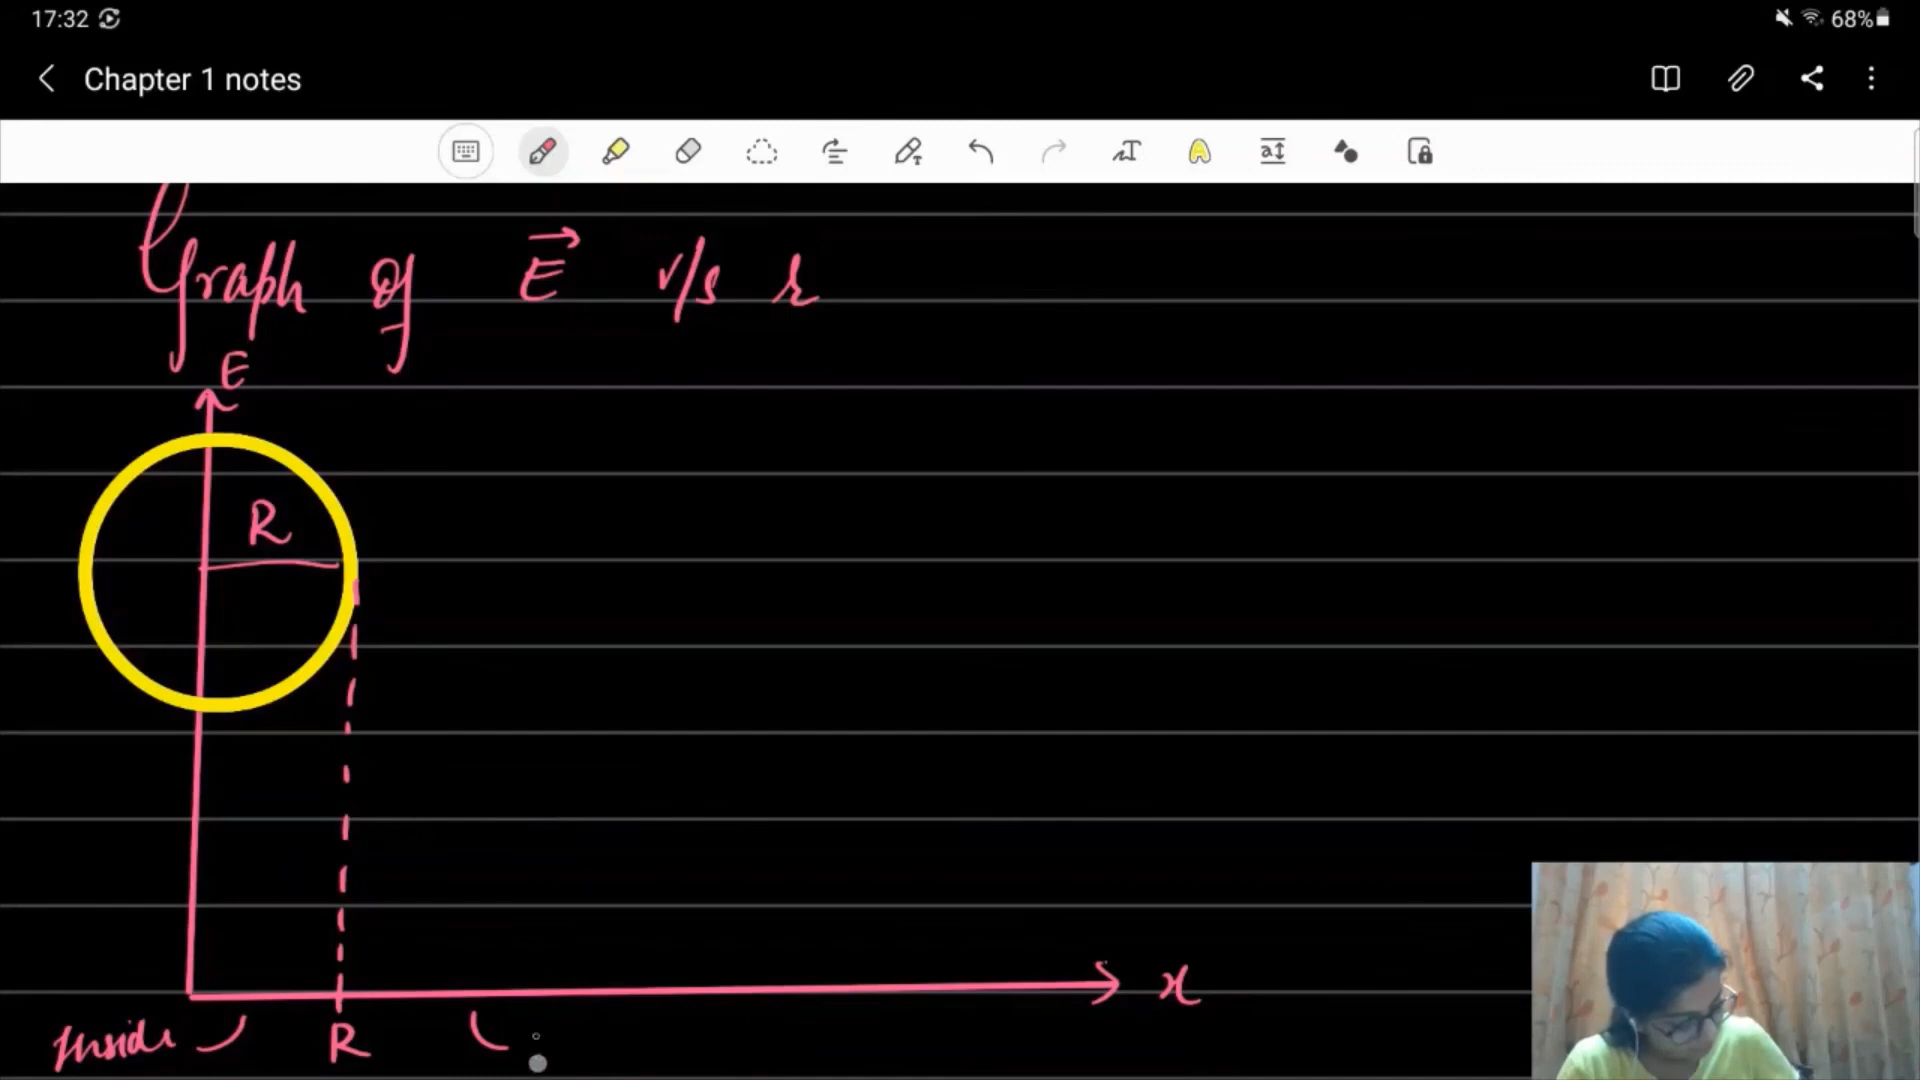 17:32 68%
Chapter 1 notes
Graph of E v/s r
E
R
x
Inside R